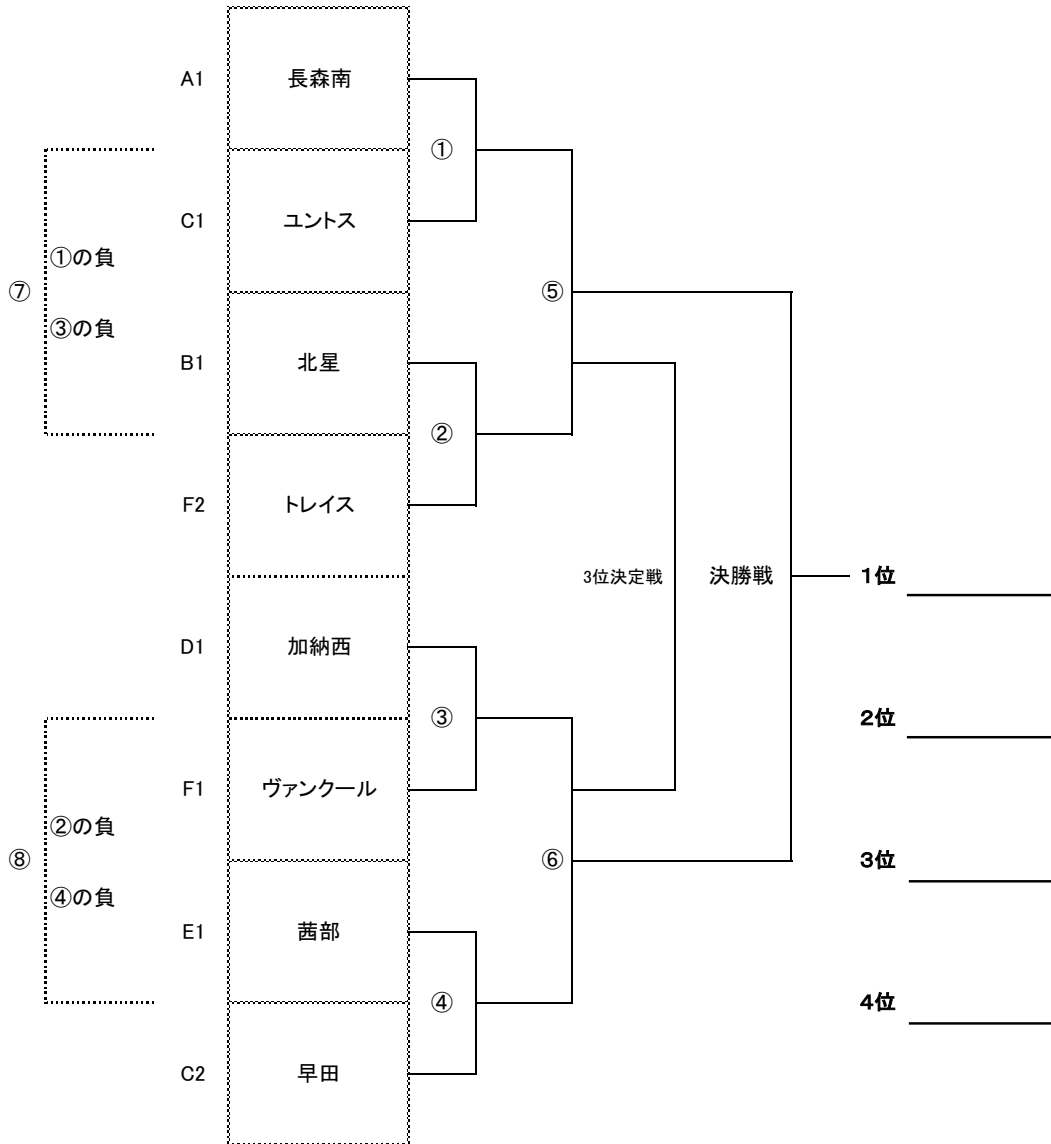 A1 長森南
①
C1 ユントス
①の負
⑦
⑤
③の負
B1 北星
②
F2 トレイス
3位決定戦 決勝戦 1位
D1 加納西
③ 2位
F1 ヴァンクール
②の負
⑧ ⑥ 3位
④の負
E1 茜部
④ 4位
C2 早田